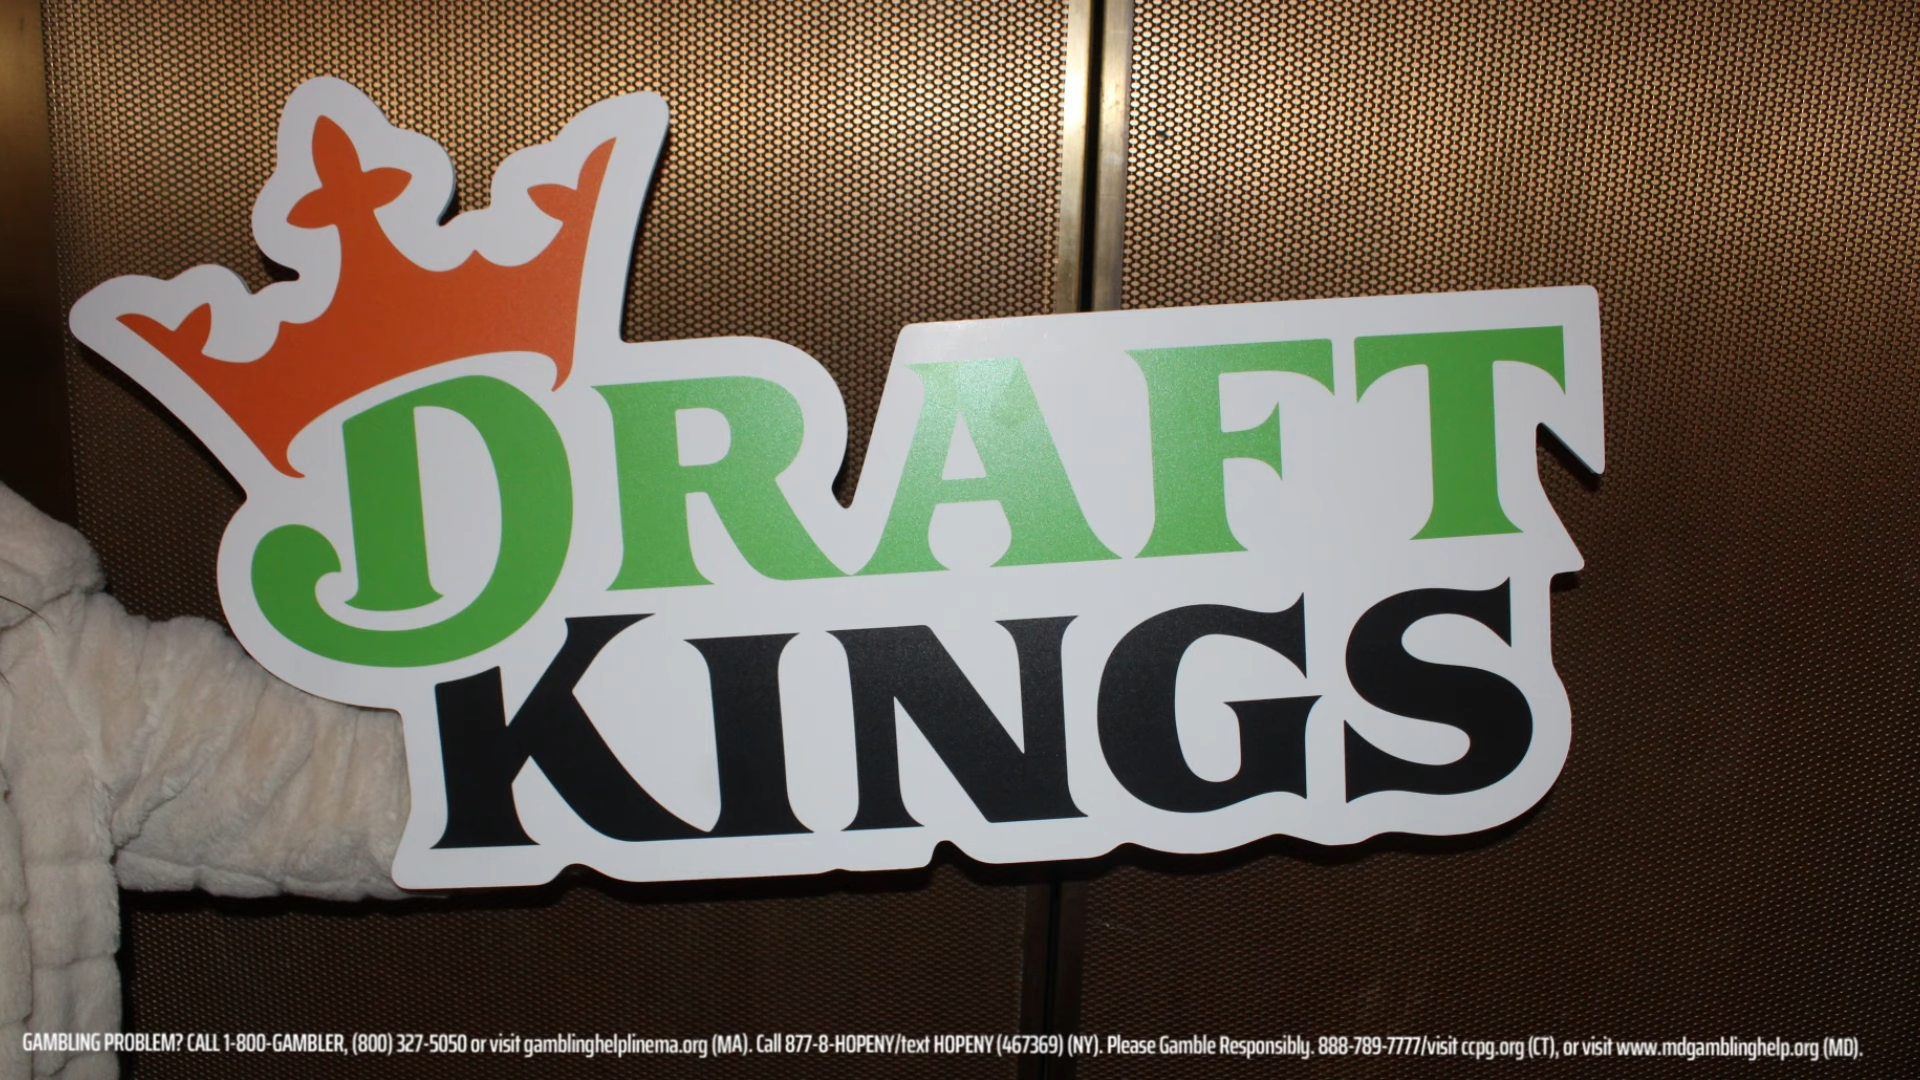 DRAFT
KINGS
GAMBLING PROBLEM? CALL 1-800-GAMBLER, (800) 327-5050 or visit gamblinghelplinema.org (MA). Call 877-8-HOPENY/text HOPENY (467369) (NY). Please Gamble Responsibly. 888-789-7777/visit ccpg.org (CT), or visit www.mdgamblinghelp.org (MD).